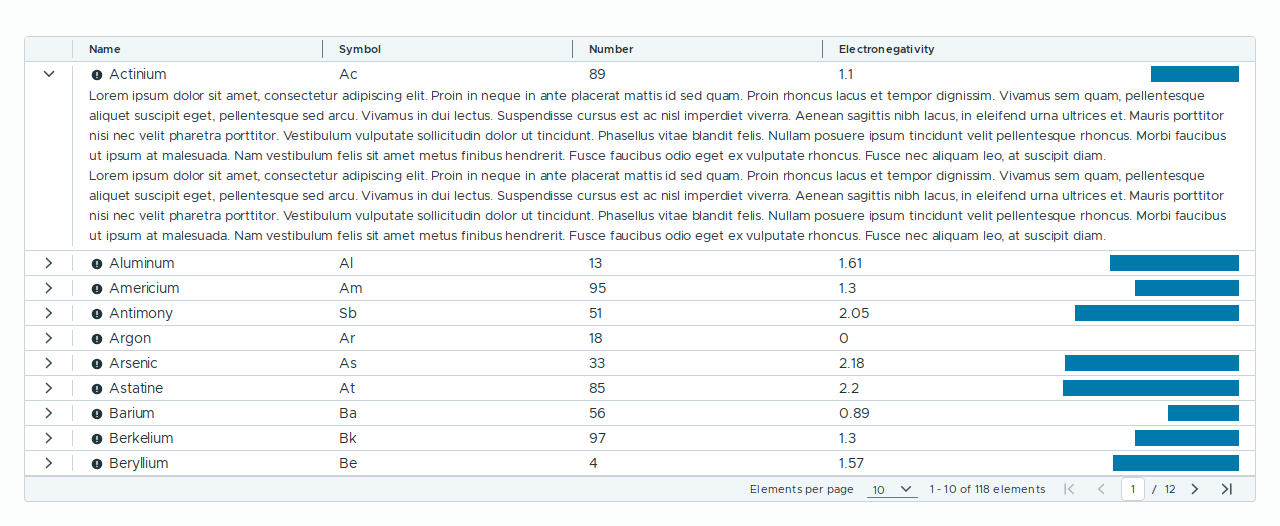 Name Symbol Number Electronegativity
Actinium Ac 89 1.1
Lorem ipsum dolor sit amet, consectetur adipiscing elit. Proin in neque in ante placerat mattis id sed quam. Proin rhoncus lacus et tempor dignissim. Vivamus sem quam, pellentesque
aliquet suscipit eget, pellentesque sed arcu. Vivamus in dui lectus. Suspendisse cursus est ac nisl imperdiet viverra. Aenean sagittis nibh lacus, in eleifend urna ultrices et. Mauris porttitor
nisi nec velit pharetra porttitor. Vestibulum vulputate sollicitudin dolor ut tincidunt. Phasellus vitae blandit felis. Nullam posuere ipsum tincidunt velit pellentesque rhoncus. Morbi faucibus
ut ipsum at malesuada. Nam vestibulum felis sit amet metus finibus hendrerit. Fusce faucibus odio eget ex vulputate rhoncus. Fusce nec aliquam leo, at suscipit diam.
Lorem ipsum dolor sit amet, consectetur adipiscing elit. Proin in neque in ante placerat mattis id sed quam. Proin rhoncus lacus et tempor dignissim. Vivamus sem quam, pellentesque
aliquet suscipit eget, pellentesque sed arcu. Vivamus in dui lectus. Suspendisse cursus est ac nisl imperdiet viverra. Aenean sagittis nibh lacus, in eleifend urna ultrices et. Mauris porttitor
nisi nec velit pharetra porttitor. Vestibulum vulputate sollicitudin dolor ut tincidunt. Phasellus vitae blandit felis. Nullam posuere ipsum tincidunt velit pellentesque rhoncus. Morbi faucibus
ut ipsum at malesuada. Nam vestibulum felis sit amet metus finibus hendrerit. Fusce faucibus odio eget ex vulputate rhoncus. Fusce nec aliquam leo, at suscipit diam.
Aluminum Al 13 1.61
Americium Am 95 1.3
Antimony Sb 51 2.05
Argon Ar 18 0
Arsenic As 33 2.18
Astatine At 85 2.2
Barium Ba 56 0.89
Berkelium Bk 97 1.3
Beryllium Be 4 1.57
Elements per page 10 1 - 10 of 118 elements 1 / 12